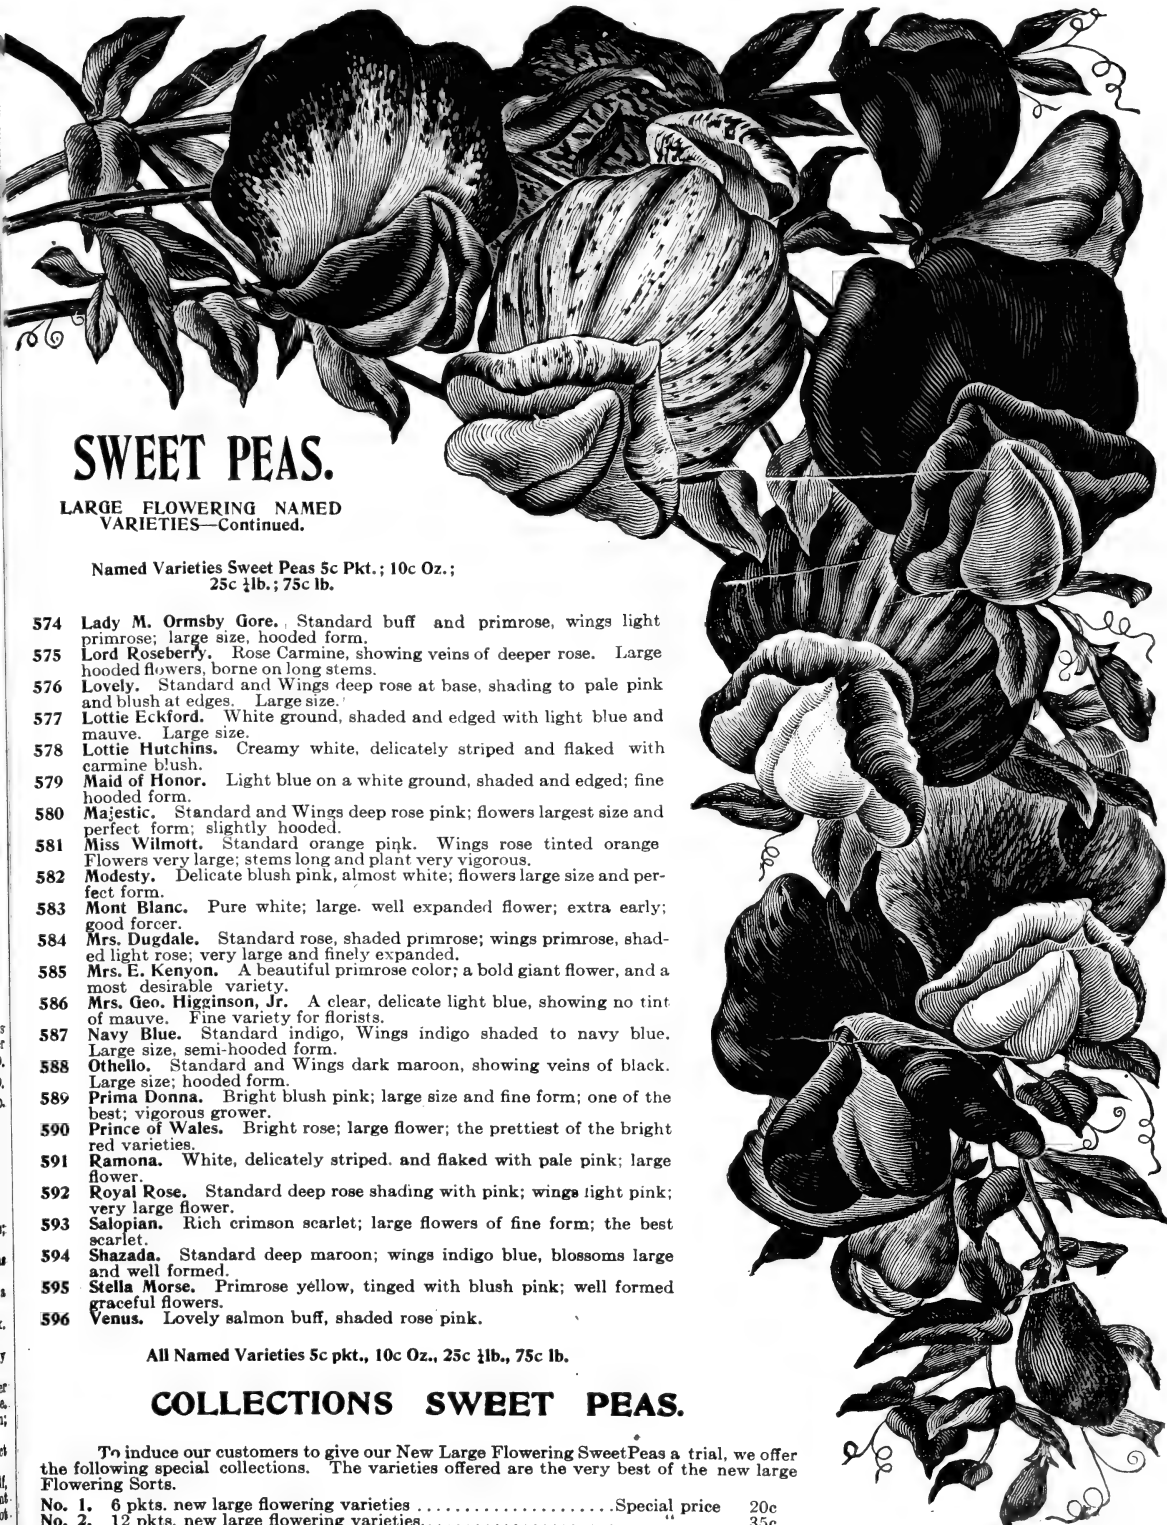 SWEET PEAS.
LARGE FLOWERING NAMED
VARIETIES—Continued.
Named Varieties Sweet Peas 5c Pkt.; 10c Oz.;
25c ¼lb.; 75c lb.
574 Lady M. Ormsby Gore. Standard buff and primrose, wings light
primrose; large size, hooded form.
575 Lord Roseberry. Rose Carmine, showing veins of deeper rose. Large
hooded flowers, borne on long stems.
576 Lovely. Standard and Wings deep rose at base, shading to pale pink
and blush at edges. Large size.
577 Lottie Eckford. White ground, shaded and edged with light blue and
mauve. Large size.
578 Lottie Hutchins. Creamy white, delicately striped and flaked with
carmine blush.
579 Maid of Honor. Light blue on a white ground, shaded and edged; fine
hooded form.
580 Majestic. Standard and Wings deep rose pink; flowers largest size and
perfect form; slightly hooded.
581 Miss Wilmott. Standard orange pink. Wings rose tinted orange
Flowers very large; stems long and plant very vigorous.
582 Modesty. Delicate blush pink, almost white; flowers large size and per-
fect form.
583 Mont Blanc. Pure white; large. well expanded flower; extra early;
good forcer.
584 Mrs. Dugdale. Standard rose, shaded primrose; wings primrose, shad-
ed light rose; very large and finely expanded.
585 Mrs. E. Kenyon. A beautiful primrose color; a bold giant flower, and a
most desirable variety.
586 Mrs. Geo. Higginson, Jr. A clear, delicate light blue, showing no tint
of mauve. Fine variety for florists.
587 Navy Blue. Standard indigo, Wings indigo shaded to navy blue.
Large size, semi-hooded form.
588 Othello. Standard and Wings dark maroon, showing veins of black.
Large size; hooded form.
589 Prima Donna. Bright blush pink; large size and fine form; one of the
best; vigorous grower.
590 Prince of Wales. Bright rose; large flower; the prettiest of the bright
red varieties.
591 Ramona. White, delicately striped. and flaked with pale pink; large
flower.
592 Royal Rose. Standard deep rose shading with pink; wings light pink;
very large flower.
593 Salopian. Rich crimson scarlet; large flowers of fine form; the best
scarlet.
594 Shazada. Standard deep maroon; wings indigo blue, blossoms large
and well formed.
595 Stella Morse. Primrose yellow, tinged with blush pink; well formed
graceful flowers.
596 Venus. Lovely salmon buff, shaded rose pink.
All Named Varieties 5c pkt., 10c Oz., 25c ¼lb., 75c lb.
COLLECTIONS SWEET PEAS.
To induce our customers to give our New Large Flowering SweetPeas a trial, we offer
the following special collections. The varieties offered are the very best of the new large
Flowering Sorts.
No. 1. 6 pkts. new large flowering varieties ......................Special price 20c
No. 2. 12 pkts. new large flowering varieties...................... " 35c